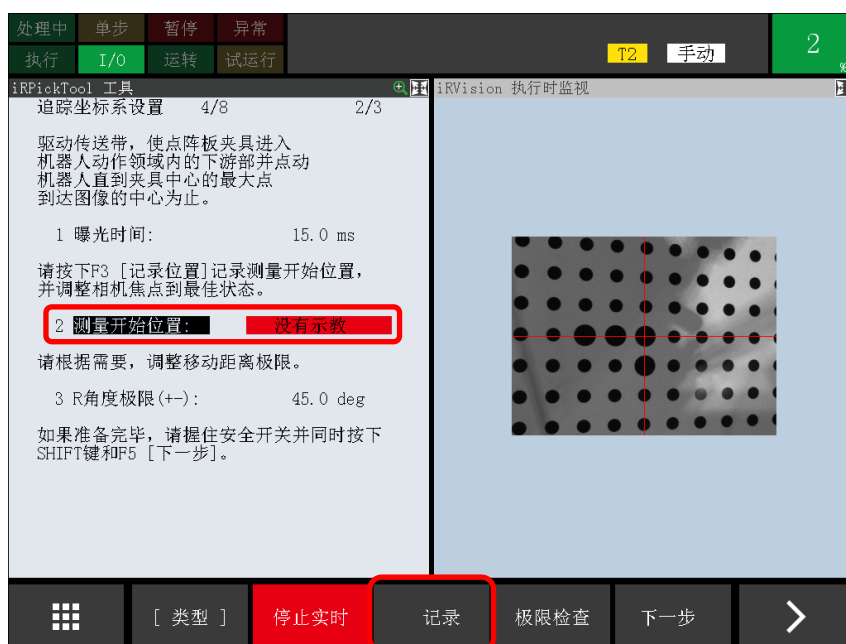 处理中 单步 暂停 异常
执行 I/O 运转 试运行
T2 手动
2
%
iRPickTool 工具
追踪坐标系设置 4/8 2/3
驱动传送带，使点阵板夹具进入
机器人动作领域内的下游部并点动
机器人直到夹具中心的最大点
到达图像的中心为止。
1 曝光时间: 15.0 ms
请按下F3 [记录位置]记录测量开始位置，
并调整相机焦点到最佳状态。
2 测量开始位置: 没有示教
请根据需要，调整移动距离极限。
3 R角度极限(+-): 45.0 deg
如果准备完毕，请握住安全开关并同时按下
SHIFT键和F5 [下一步]。
iRVision 执行时监视
[ 类型 ] 停止实时 记录 极限检查 下一步